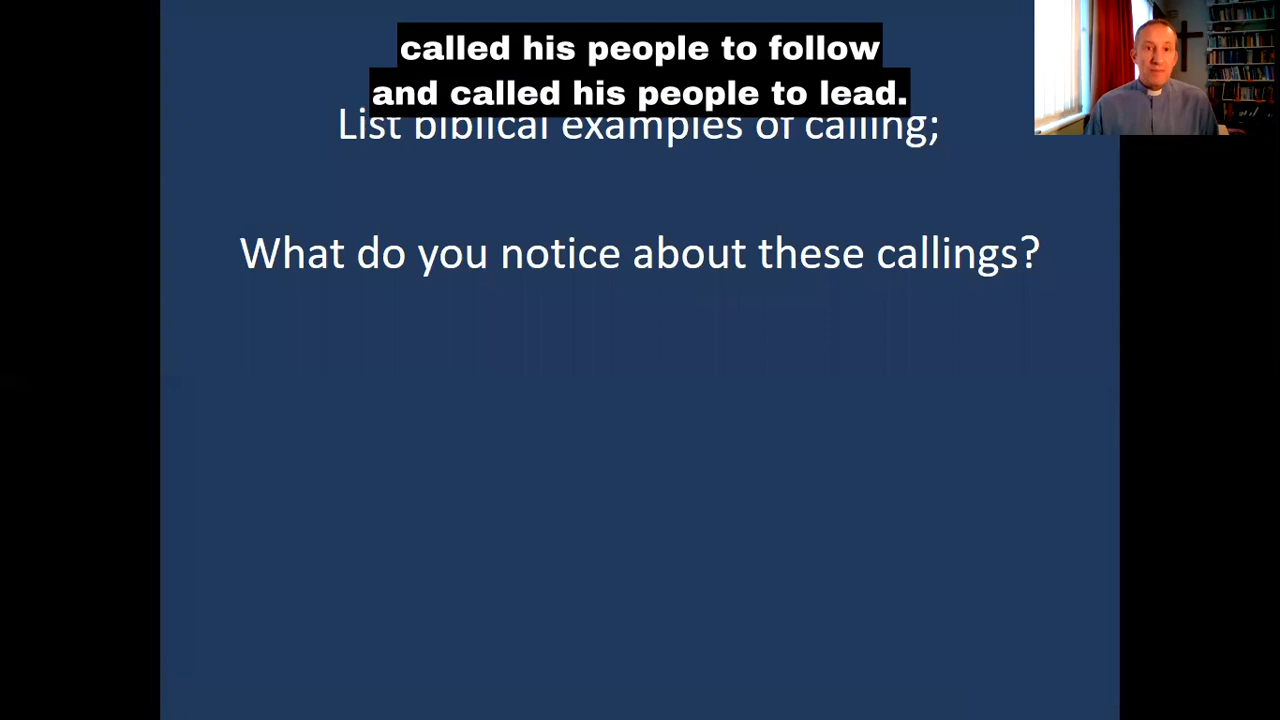 called his people to follow
and called his people to lead.
List biblical examples of calling;
What do you notice about these callings?